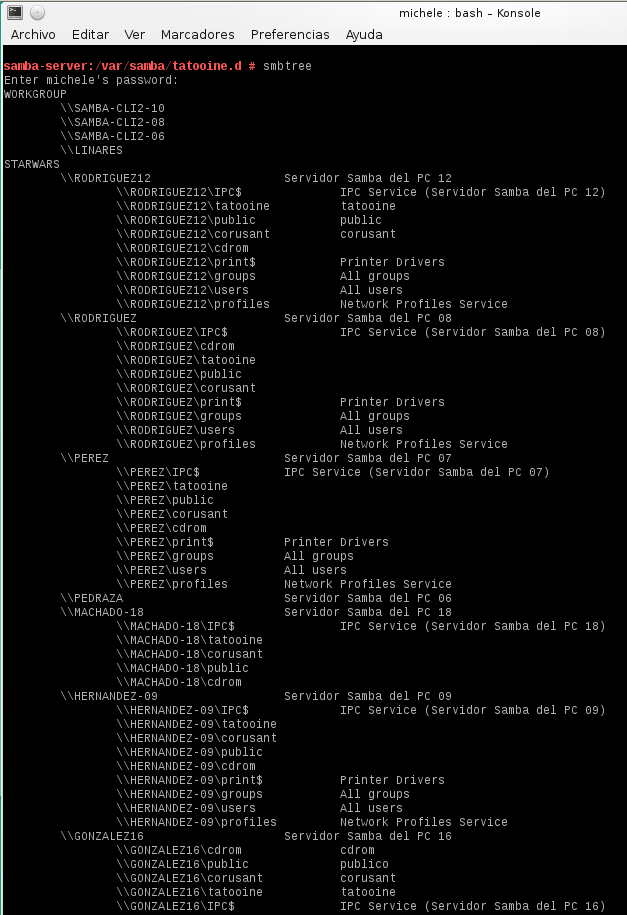 michele : bash – Konsole
Archivo Editar Ver Marcadores Preferencias Ayuda
samba-server:/var/samba/tatooine.d # smbtree
Enter michele's password:
WORKGROUP
\\SAMBA-CLI2-10
\\SAMBA-CLI2-08
\\SAMBA-CLI2-06
\\LINARES
STARWARS
\\RODRIGUEZ12 Servidor Samba del PC 12
\\RODRIGUEZ12\IPC$ IPC Service (Servidor Samba del PC 12)
\\RODRIGUEZ12\tatooine tatooine
\\RODRIGUEZ12\public public
\\RODRIGUEZ12\corusant corusant
\\RODRIGUEZ12\cdrom
\\RODRIGUEZ12\print$ Printer Drivers
\\RODRIGUEZ12\groups All groups
\\RODRIGUEZ12\users All users
\\RODRIGUEZ12\profiles Network Profiles Service
\\RODRIGUEZ Servidor Samba del PC 08
\\RODRIGUEZ\IPC$ IPC Service (Servidor Samba del PC 08)
\\RODRIGUEZ\cdrom
\\RODRIGUEZ\tatooine
\\RODRIGUEZ\public
\\RODRIGUEZ\corusant
\\RODRIGUEZ\print$ Printer Drivers
\\RODRIGUEZ\groups All groups
\\RODRIGUEZ\users All users
\\RODRIGUEZ\profiles Network Profiles Service
\\PEREZ Servidor Samba del PC 07
\\PEREZ\IPC$ IPC Service (Servidor Samba del PC 07)
\\PEREZ\tatooine
\\PEREZ\public
\\PEREZ\corusant
\\PEREZ\cdrom
\\PEREZ\print$ Printer Drivers
\\PEREZ\groups All groups
\\PEREZ\users All users
\\PEREZ\profiles Network Profiles Service
\\PEDRAZA Servidor Samba del PC 06
\\MACHADO-18 Servidor Samba del PC 18
\\MACHADO-18\IPC$ IPC Service (Servidor Samba del PC 18)
\\MACHADO-18\tatooine
\\MACHADO-18\corusant
\\MACHADO-18\public
\\MACHADO-18\cdrom
\\HERNANDEZ-09 Servidor Samba del PC 09
\\HERNANDEZ-09\IPC$ IPC Service (Servidor Samba del PC 09)
\\HERNANDEZ-09\tatooine
\\HERNANDEZ-09\corusant
\\HERNANDEZ-09\public
\\HERNANDEZ-09\cdrom
\\HERNANDEZ-09\print$ Printer Drivers
\\HERNANDEZ-09\groups All groups
\\HERNANDEZ-09\users All users
\\HERNANDEZ-09\profiles Network Profiles Service
\\GONZALEZ16 Servidor Samba del PC 16
\\GONZALEZ16\cdrom cdrom
\\GONZALEZ16\public publico
\\GONZALEZ16\corusant corusant
\\GONZALEZ16\tatooine tatooine
\\GONZALEZ16\IPC$ IPC Service (Servidor Samba del PC 16)